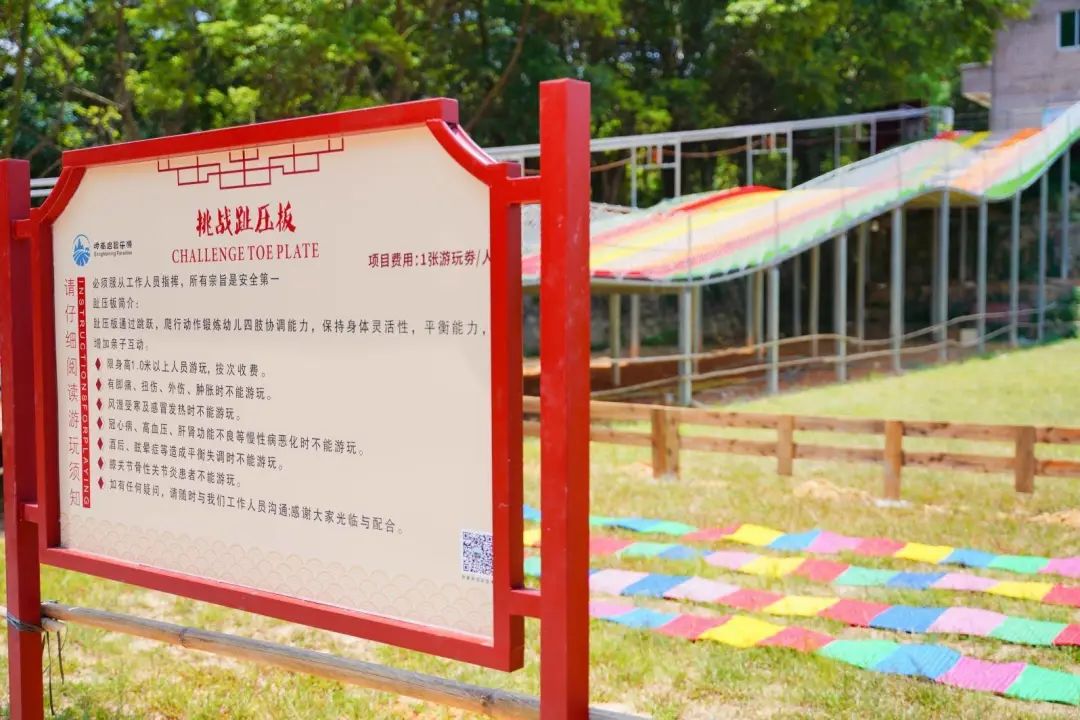 挑战趾压板
CHALLENGE TOE PLATE
Enlightening Paradise
项目费用:1张游玩券/人
请仔细阅读游玩须知
INSTRUCTIONSFORPLAYING
必须服从工作人员指挥，所有宗旨是安全第一
趾压板简介：
趾压板通过跳跃，爬行动作锻炼幼儿四肢协调能力，保持身体灵活性，平衡能力，
增加亲子互动。
限身高1.0米以上人员游玩，按次收费。
有脚痛、扭伤、外伤、肿胀时不能游玩。
风湿受寒及感冒发热时不能游玩。
冠心病、高血压、肝肾功能不良等慢性病恶化时不能游玩。
酒后、眩晕症等造成平衡失调时不能游玩。
膝关节骨性关节炎患者不能游玩。
如有任何疑问，请随时与我们工作人员沟通;感谢大家光临与配合。